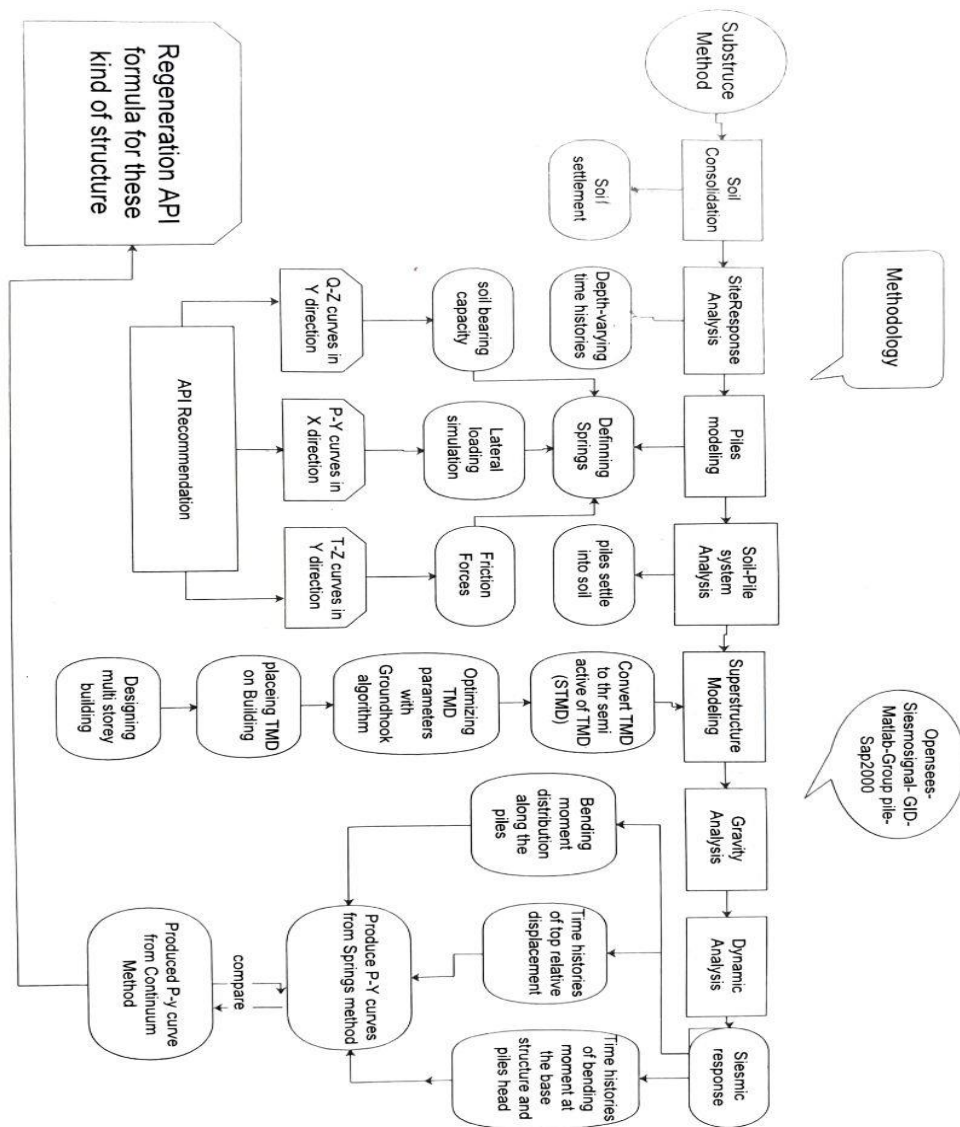 Methodology
Opensees-
Siesmosignal- GID-
Matlab-Group pile-
Sap2000
Substruce
Method
Soil
Consolidation
SiteResponse
Analysis
Piles
modeling
Soil-Pile
system
Analysis
Superstructure
Modeling
Gravity
Analysis
Dynamic
Analysis
Siesmic
response
Soil
settlement
Depth-varying
time histories
Definning
Springs
piles settle
into soil
Convert TMD
to thr semi
active of TMD
(STMD)
Bending
moment
distribution
along the
piles
Time histories
of top relative
displacement
Time histories
of bending
moment at
the base
structure and
piles head
soil bearing
capacity
Lateral
loading
simulation
Friction
Forces
Optimizing
TMD
parameters
with
Groundhook
algorithm
Q-Z curves in
Y direction
P-Y curves in
X direction
T-Z curves in
Y direction
placeing TMD
on Building
Produce P-Y curves
from Springs method
API Recommendation
Designing
multi storey
building
compare
Produced P-y curve
from Continuum
Method
Regeneration API
formula for these
kind of structure